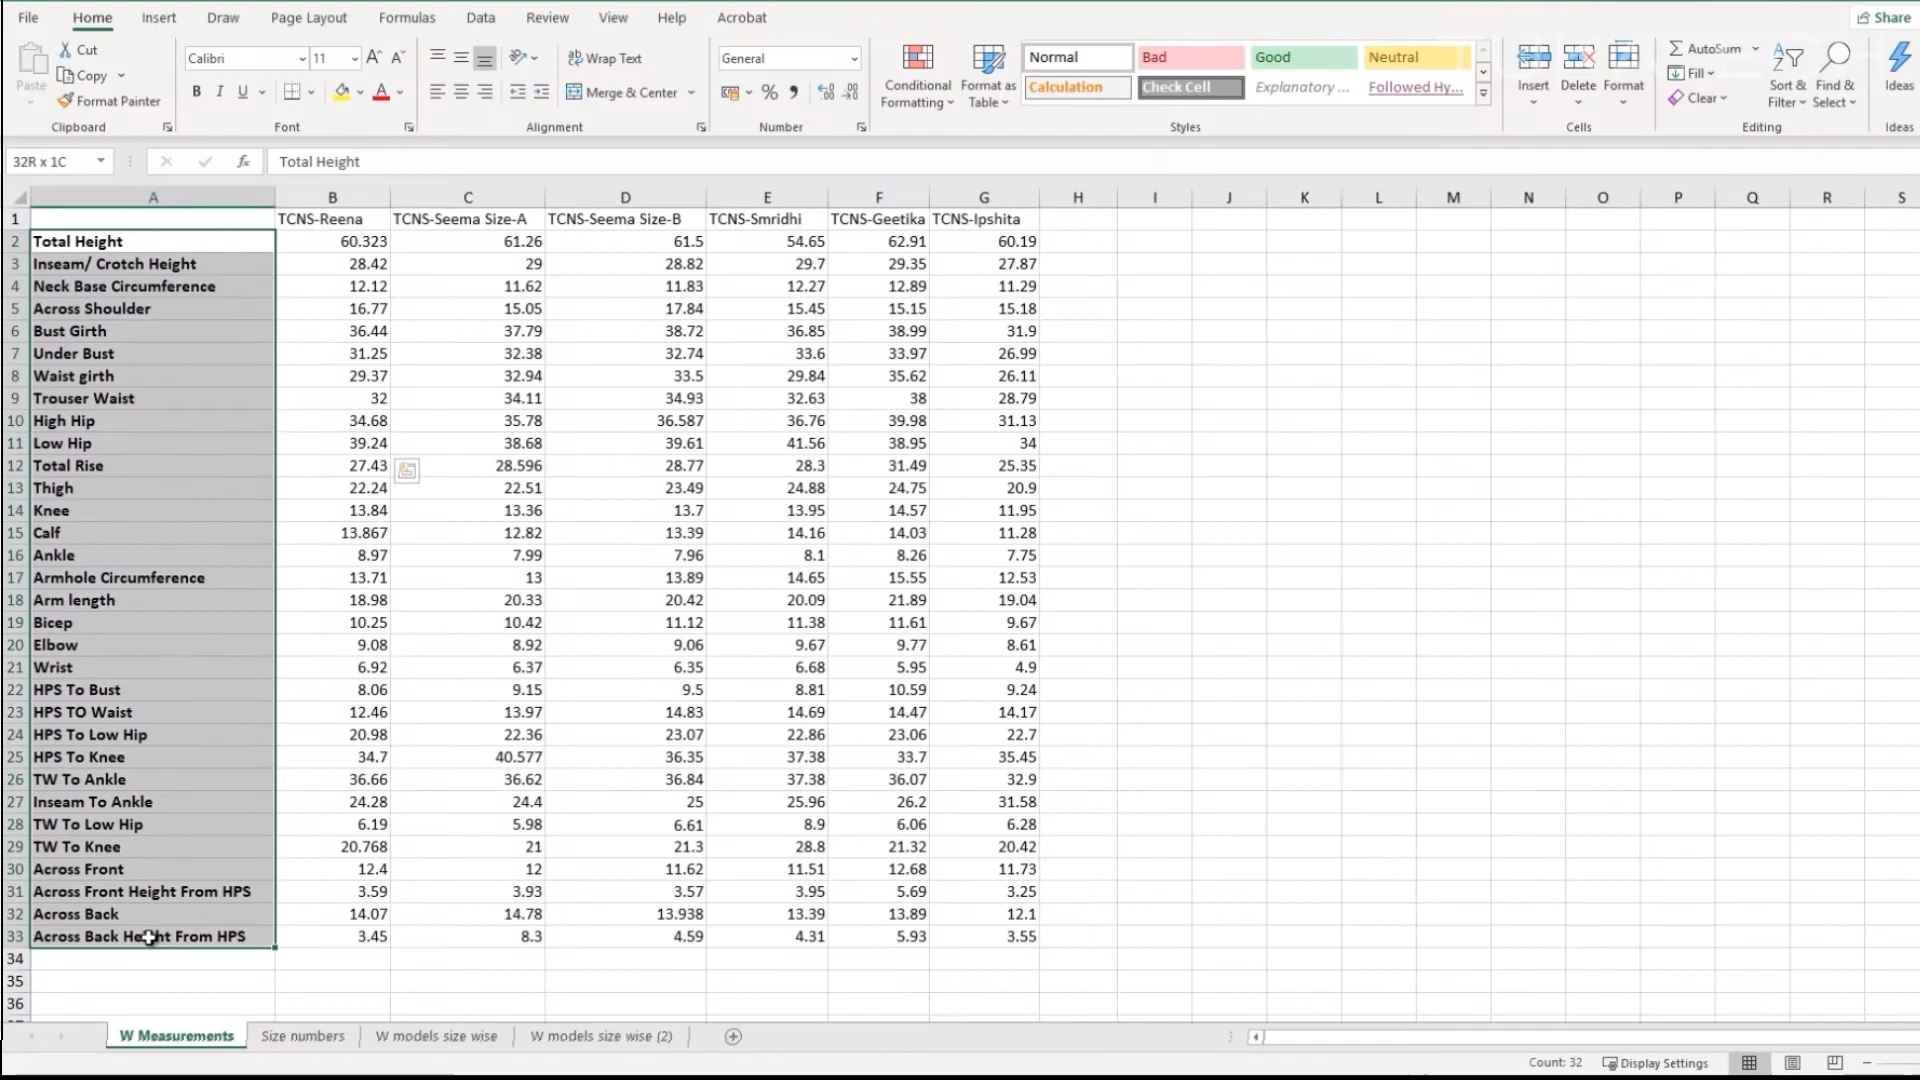 File Home Insert Draw Page Layout Formulas Data Review View Help Acrobat Share
Paste Cut Copy Format Painter Clipboard
Calibri 11 A A B I U A Font
ab Wrap Text Merge & Center Alignment
General % Number
Conditional Formatting Format as Table
Normal Bad Good Neutral
Calculation Check Cell Explanatory ... Followed Hy...
Styles
Insert Delete Format Cells
AutoSum Fill Clear Sort & Filter Find & Select Editing
Ideas Ideas
32R x 1C fx Total Height
A B C D E F G H I J K L M N O P Q R S
1 TCNS-Reena TCNS-Seema Size-A TCNS-Seema Size-B TCNS-Smridhi TCNS-Geetika TCNS-Ipshita
2 Total Height 60.323 61.26 61.5 54.65 62.91 60.19
3 Inseam/ Crotch Height 28.42 29 28.82 29.7 29.35 27.87
4 Neck Base Circumference 12.12 11.62 11.83 12.27 12.89 11.29
5 Across Shoulder 16.77 15.05 17.84 15.45 15.15 15.18
6 Bust Girth 36.44 37.79 38.72 36.85 38.99 31.9
7 Under Bust 31.25 32.38 32.74 33.6 33.97 26.99
8 Waist girth 29.37 32.94 33.5 29.84 35.62 26.11
9 Trouser Waist 32 34.11 34.93 32.63 38 28.79
10 High Hip 34.68 35.78 36.587 36.76 39.98 31.13
11 Low Hip 39.24 38.68 39.61 41.56 38.95 34
12 Total Rise 27.43 28.596 28.77 28.3 31.49 25.35
13 Thigh 22.24 22.51 23.49 24.88 24.75 20.9
14 Knee 13.84 13.36 13.7 13.95 14.57 11.95
15 Calf 13.867 12.82 13.39 14.16 14.03 11.28
16 Ankle 8.97 7.99 7.96 8.1 8.26 7.75
17 Armhole Circumference 13.71 13 13.89 14.65 15.55 12.53
18 Arm length 18.98 20.33 20.42 20.09 21.89 19.04
19 Bicep 10.25 10.42 11.12 11.38 11.61 9.67
20 Elbow 9.08 8.92 9.06 9.67 9.77 8.61
21 Wrist 6.92 6.37 6.35 6.68 5.95 4.9
22 HPS To Bust 8.06 9.15 9.5 8.81 10.59 9.24
23 HPS TO Waist 12.46 13.97 14.83 14.69 14.47 14.17
24 HPS To Low Hip 20.98 22.36 23.07 22.86 23.06 22.7
25 HPS To Knee 34.7 40.577 36.35 37.38 33.7 35.45
26 TW To Ankle 36.66 36.62 36.84 37.38 36.07 32.9
27 Inseam To Ankle 24.28 24.4 25 25.96 26.2 31.58
28 TW To Low Hip 6.19 5.98 6.61 8.9 6.06 6.28
29 TW To Knee 20.768 21 21.3 28.8 21.32 20.42
30 Across Front 12.4 12 11.62 11.51 12.68 11.73
31 Across Front Height From HPS 3.59 3.93 3.57 3.95 5.69 3.25
32 Across Back 14.07 14.78 13.938 13.39 13.89 12.1
33 Across Back Height From HPS 3.45 8.3 4.59 4.31 5.93 3.55
34
35
36
W Measurements Size numbers W models size wise W models size wise (2)
Count: 32 Display Settings